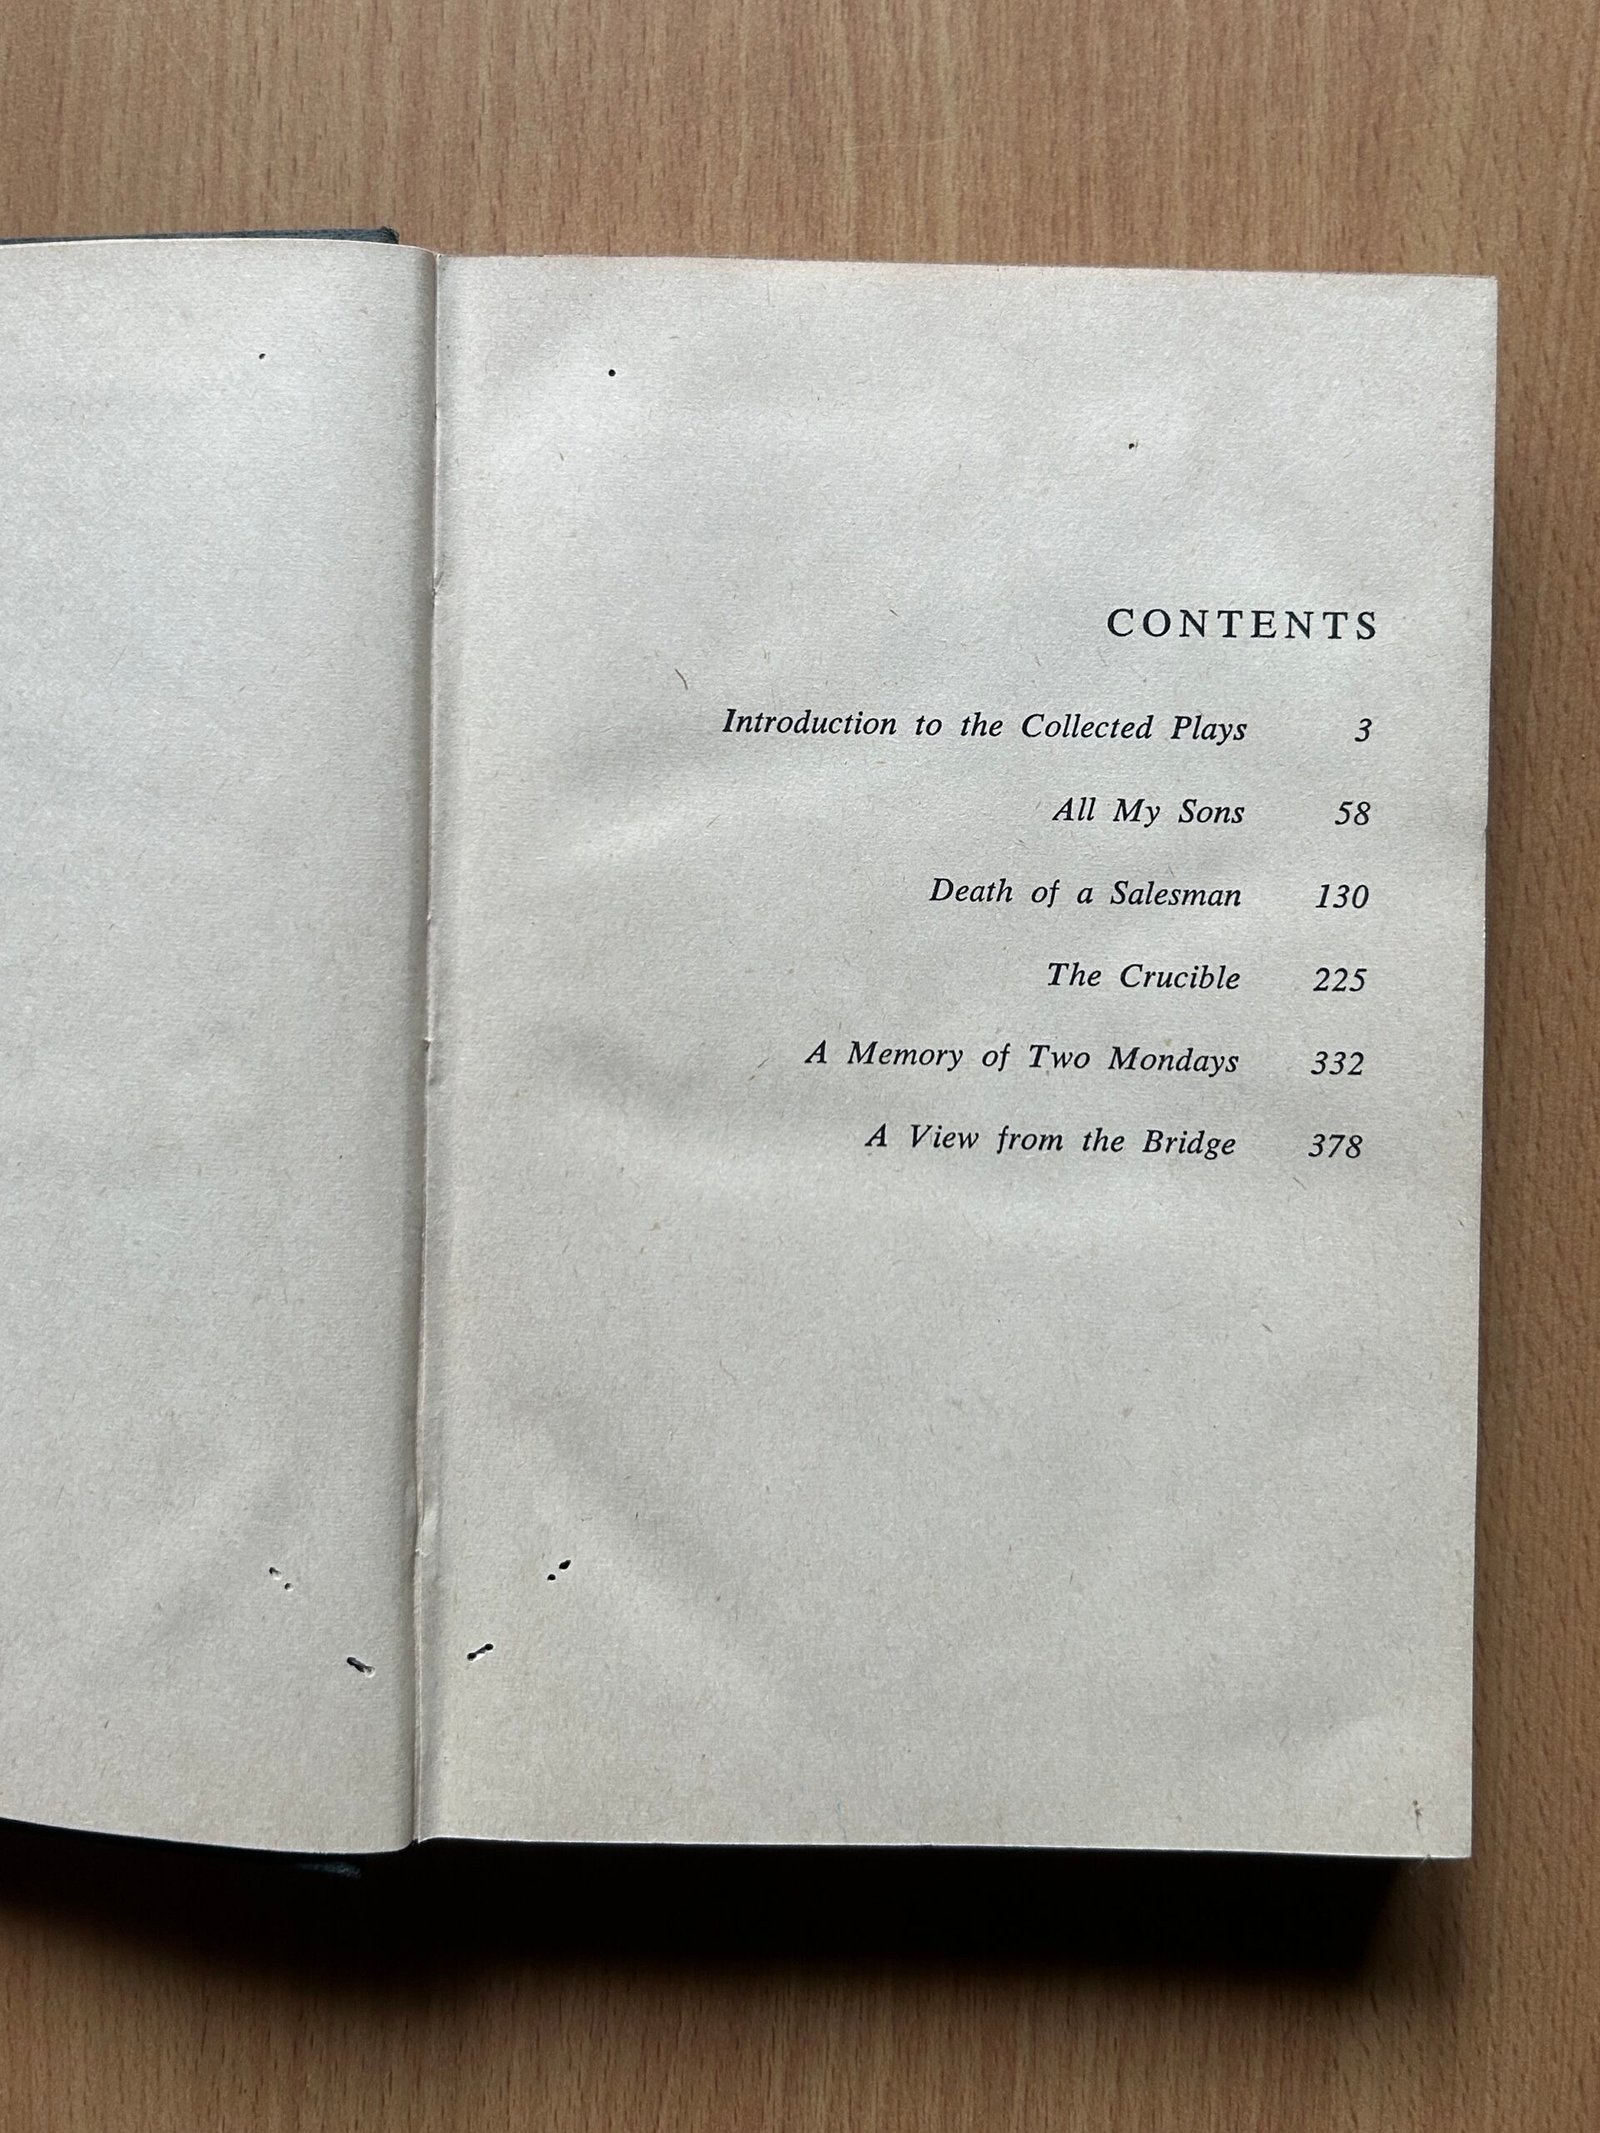 CONTENTS
Introduction to the Collected Plays 3
All My Sons 58
Death of a Salesman 130
The Crucible 225
A Memory of Two Mondays 332
A View from the Bridge 378